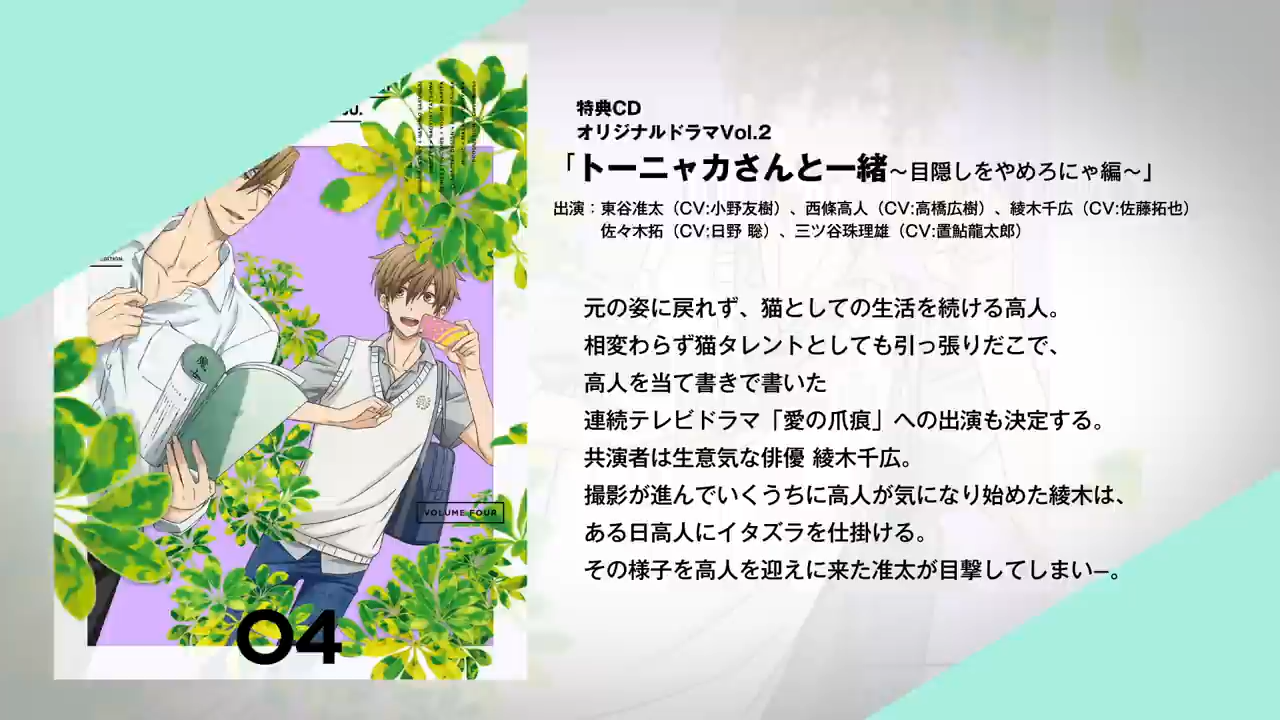 特典CD
オリジナルドラマVol.2
「トーニャカさんと一緒～目隠しをやめろにゃ編～」
出演：東谷准太（CV:小野友樹）、西條高人（CV:高橋広樹）、綾木千広（CV:佐藤拓也）
佐々木拓（CV:日野 聡）、三ツ谷珠理雄（CV:置鮎龍太郎）
元の姿に戻れず、猫としての生活を続ける高人。
相変わらず猫タレントとしても引っ張りだこで、
高人を当て書きで書いた
連続テレビドラマ「愛の爪痕」への出演も決定する。
共演者は生意気な俳優 綾木千広。
撮影が進んでいくうちに高人が気になり始めた綾木は、
ある日高人にイタズラを仕掛ける。
その様子を高人を迎えに来た准太が目撃してしまい—。
VOLUME FOUR
04